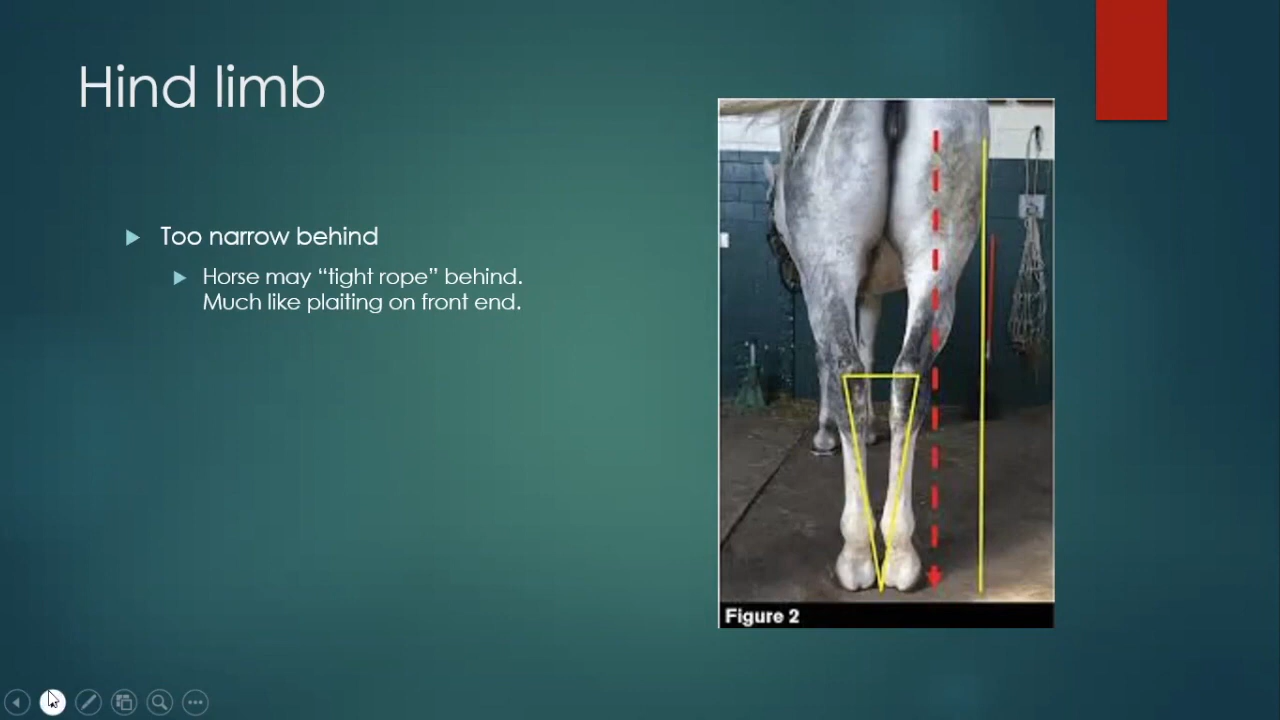 Hind limb
Too narrow behind
Horse may “tight rope” behind.
Much like plaiting on front end.
Figure 2